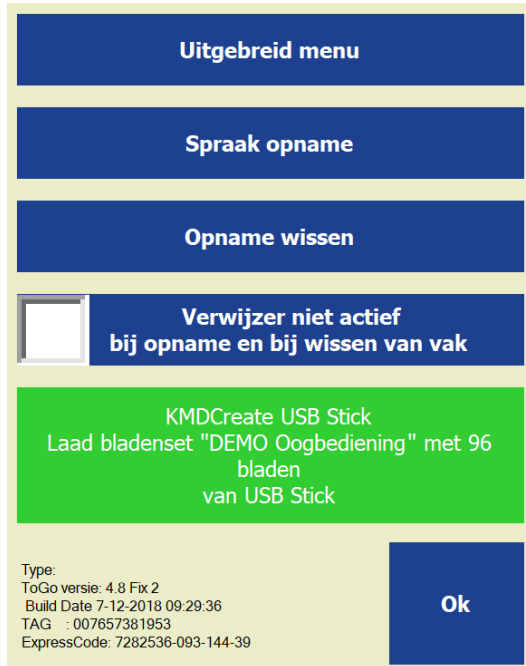 Uitgebreid menu
Spraak opname
Opname wissen
Verwijzer niet actief
bij opname en bij wissen van vak
KMDCreate USB Stick
Laad bladenset "DEMO Oogbediening" met 96
bladen
van USB Stick
Type:
ToGo versie: 4.8 Fix 2
Build Date 7-12-2018 09:29:36
TAG : 007657381953
ExpressCode: 7282536-093-144-39
Ok